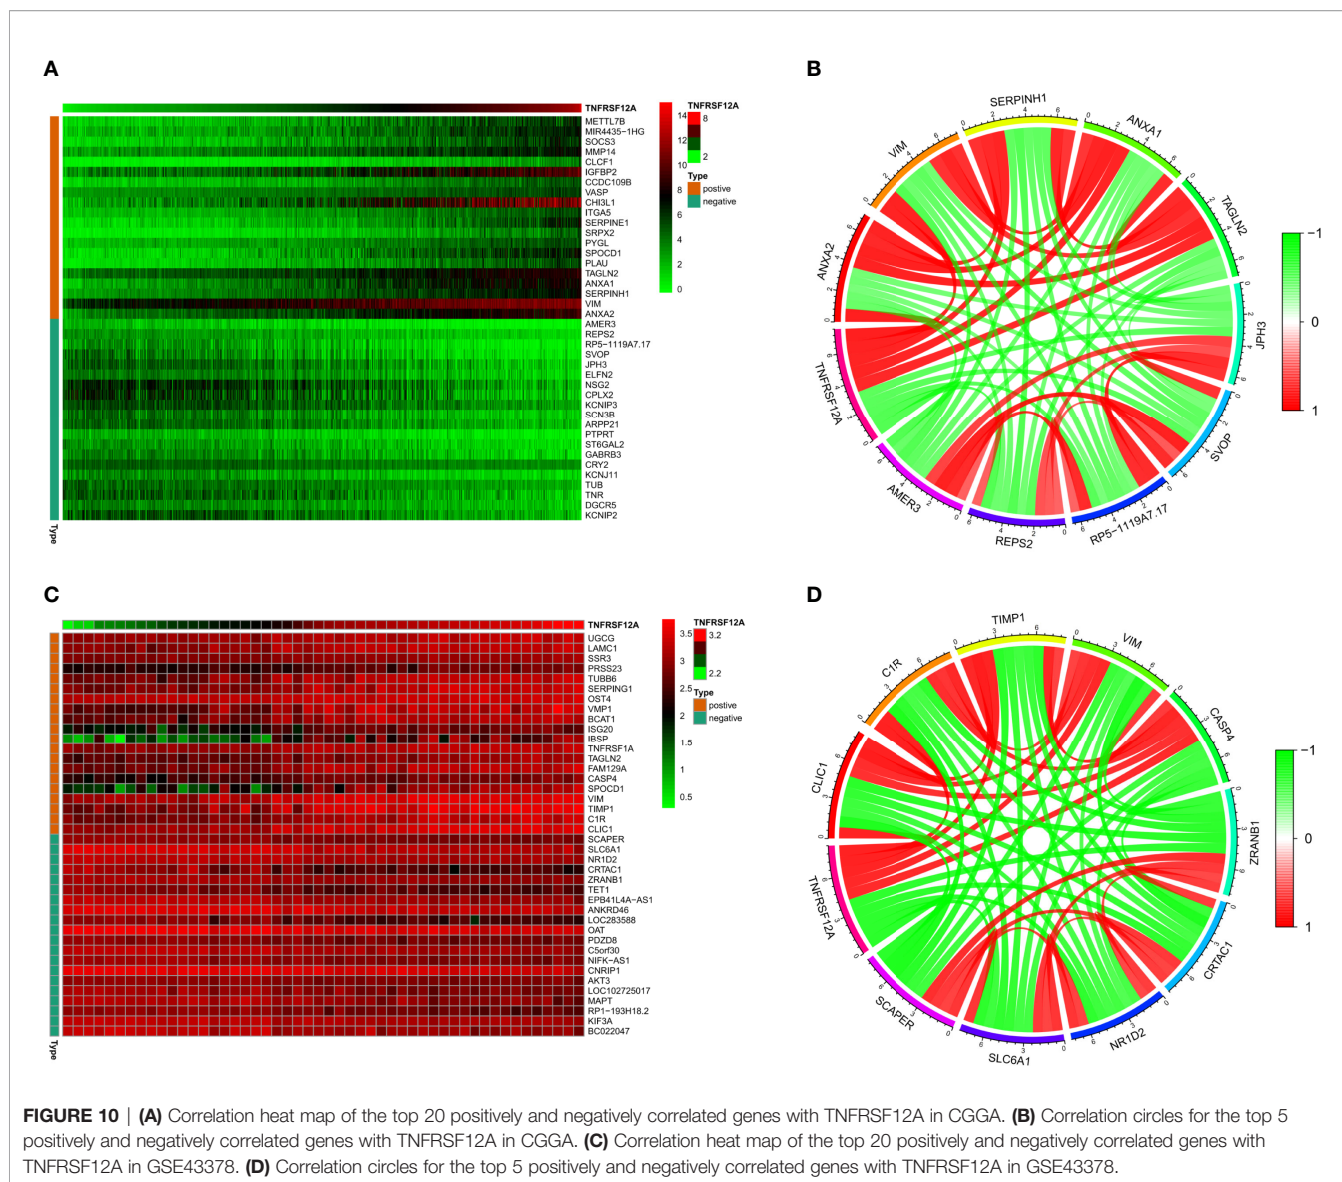 A
TNFRSF12A
METTL7B
MIR4435-1HG
SOCS3
MMP14
CLCF1
IGFBP2
CCDC109B
VASP
CHI3L1
ITGA5
SERPINE1
SRPX2
PYGL
SPOCD1
PLAU
TAGLN2
ANXA1
SERPINH1
VIM
ANXA2
AMER3
REPS2
RP5-1119A7.17
SVOP
JPH3
ELFN2
NSG2
CPLX2
KCNIP3
SCN3B
ARPP21
PTPRT
ST6GAL2
GABRB3
CRY2
KCNJ11
TUB
TNR
DGCR5
KCNIP2
Type
14
12
10
8
6
4
2
0
TNFRSF12A
8
2
Type
postive
negative
B
SERPINH1
ANXA1
TAGLN2
JPH3
SVOP
RP5-1119A7.17
REPS2
AMER3
TNFRSF12A
ANXA2
VIM
-1
0
1
C
TNFRSF12A
UGCG
LAMC1
SSR3
PRSS23
TUBB6
SERPING1
OST4
VMP1
BCAT1
ISG20
IBSP
TNFRSF1A
TAGLN2
FAM129A
CASP4
SPOCD1
VIM
TIMP1
C1R
CLIC1
SCAPER
SLC6A1
NR1D2
CRTAC1
ZRANB1
TET1
EPB41L4A-AS1
ANKRD46
LOC283588
OAT
PDZD8
C5orf30
NIFK-AS1
CNRIP1
AKT3
LOC102725017
MAPT
RP1-193H18.2
KIF3A
BC022047
Type
3.5
3
2.5
2
1.5
1
0.5
TNFRSF12A
3.2
2.2
Type
postive
negative
D
TIMP1
VIM
CASP4
ZRANB1
CRTAC1
NR1D2
SLC6A1
SCAPER
TNFRSF12A
CLIC1
C1R
-1
0
1
FIGURE 10 | (A) Correlation heat map of the top 20 positively and negatively correlated genes with TNFRSF12A in CGGA. (B) Correlation circles for the top 5
positively and negatively correlated genes with TNFRSF12A in CGGA. (C) Correlation heat map of the top 20 positively and negatively correlated genes with
TNFRSF12A in GSE43378. (D) Correlation circles for the top 5 positively and negatively correlated genes with TNFRSF12A in GSE43378.